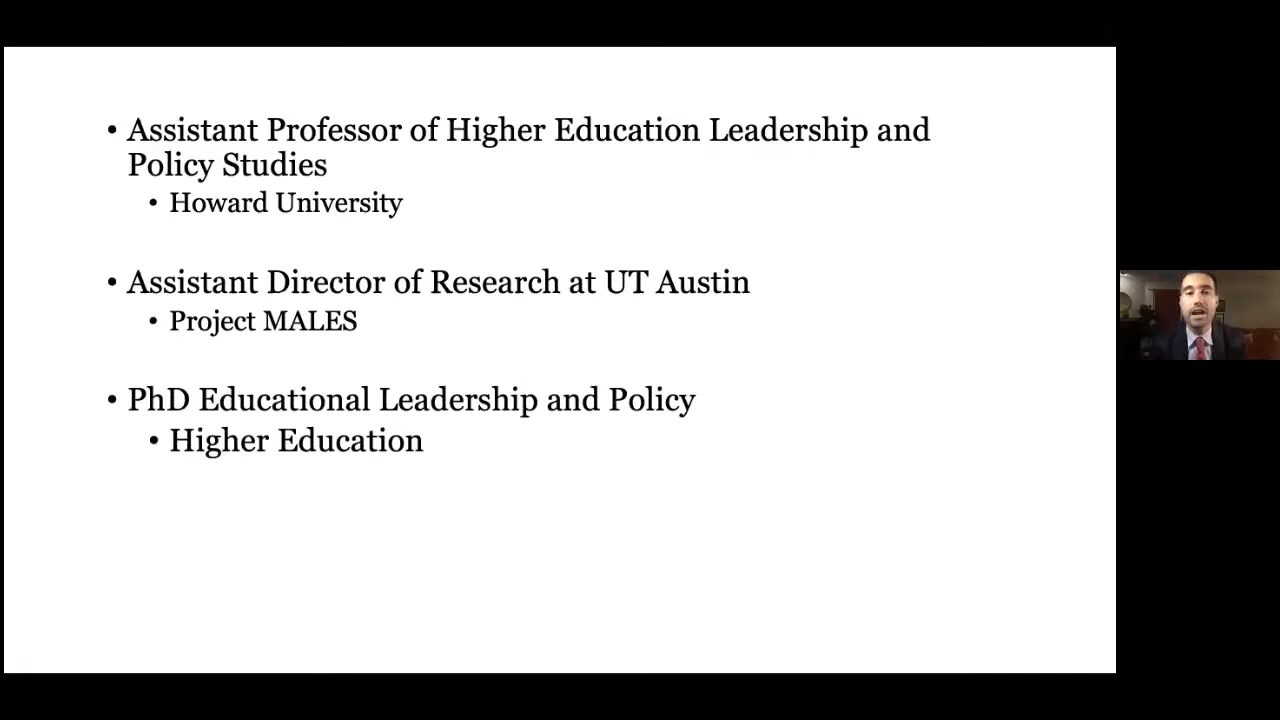 • Assistant Professor of Higher Education Leadership and
Policy Studies
• Howard University
• Assistant Director of Research at UT Austin
• Project MALES
• PhD Educational Leadership and Policy
• Higher Education